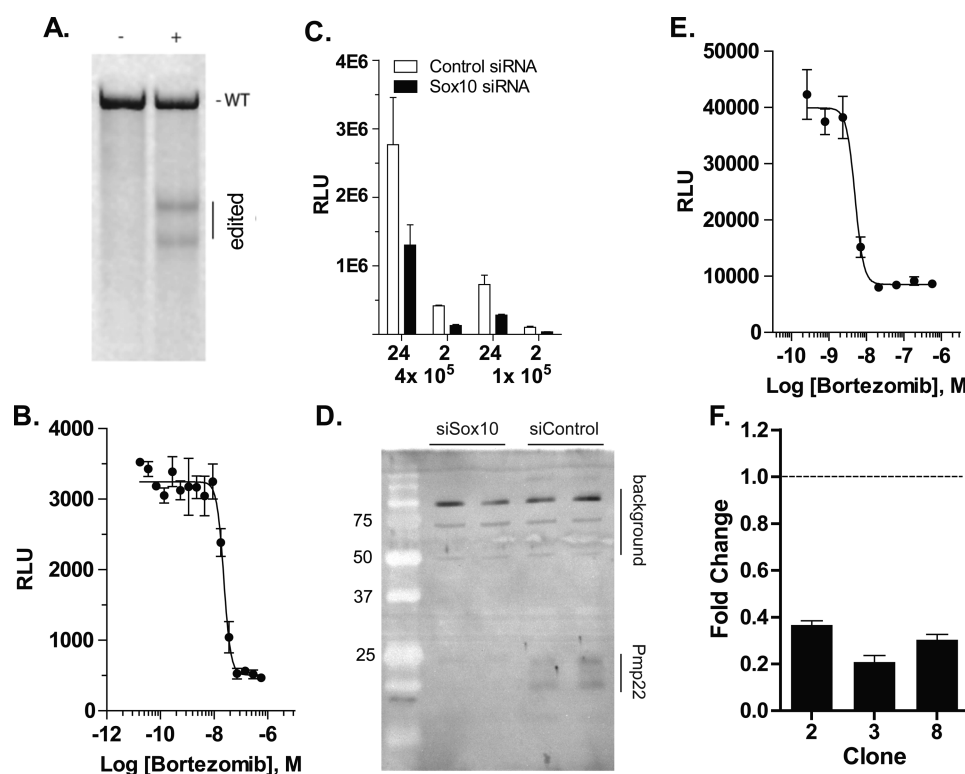 A.
- +
- WT
edited
B.
4000
3000
2000
1000
0
RLU
-12 -10 -8 -6
Log [Bortezomib], M
C.
4E6
3E6
2E6
1E6
RLU
Control siRNA
Sox10 siRNA
24 2 24 2
4x 10⁵ 1x 10⁵
D.
siSox10 siControl
75
50
37
25
background
Pmp22
E.
50000
40000
30000
20000
10000
0
RLU
-10 -9 -8 -7 -6
Log [Bortezomib], M
F.
1.2
1.0
0.8
0.6
0.4
0.2
0.0
Fold Change
2 3 8
Clone